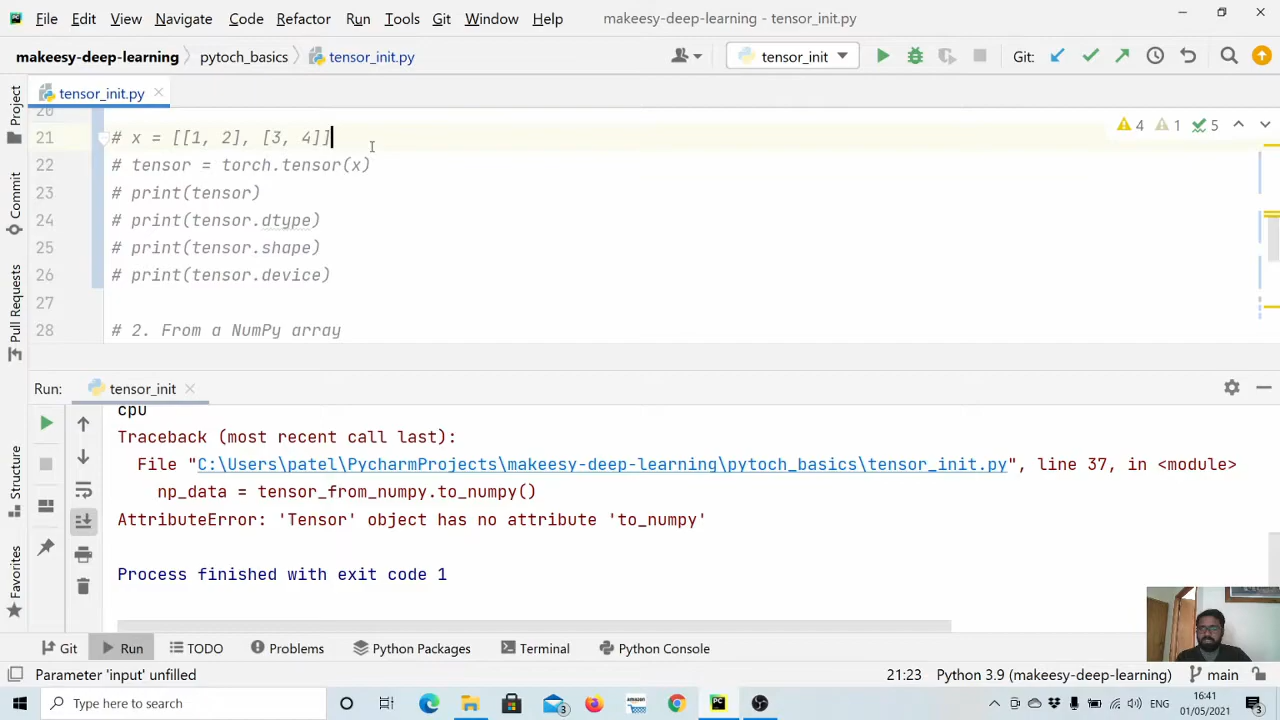 File Edit View Navigate Code Refactor Run Tools Git Window Help makeesy-deep-learning - tensor_init.py
makeesy-deep-learning pytoch_basics tensor_init.py tensor_init Git:
tensor_init.py
Project
Commit
Pull Requests
Structure
Favorites
20
21 # x = [[1, 2], [3, 4]] 4 1 5
22 # tensor = torch.tensor(x)
23 # print(tensor)
24 # print(tensor.dtype)
25 # print(tensor.shape)
26 # print(tensor.device)
27
28 # 2. From a NumPy array
Run: tensor_init
cpu
Traceback (most recent call last):
File "C:\Users\patel\PycharmProjects\makeesy-deep-learning\pytoch_basics\tensor_init.py", line 37, in <module>
np_data = tensor_from_numpy.to_numpy()
AttributeError: 'Tensor' object has no attribute 'to_numpy'
Process finished with exit code 1
Git Run TODO Problems Python Packages Terminal Python Console
Parameter 'input' unfilled 21:23 Python 3.9 (makeesy-deep-learning) main
Type here to search 3 amazon PC 16:41
01/05/2021 3